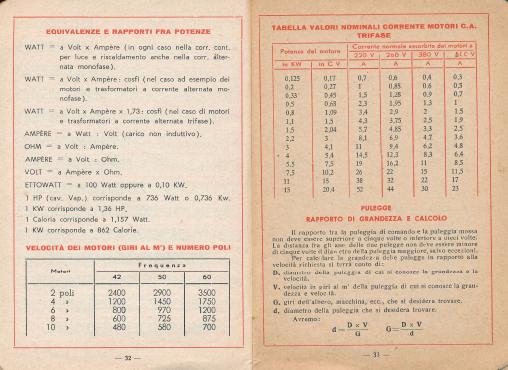 EQUIVALENZE E RAPPORTI FRA POTENZE
WATT = a Volt x Ampère (in ogni caso nella corr. cont.
per luce e riscaldamento anche nella corr. alter-
nata monofase).
WATT = a Volt x Ampère : cosfì (nel caso ad esempio dei
motori e trasformatori a corrente alternata mo-
nofase).
WATT = a Volt x Ampère x 1,73 : cosfì (nel caso di motori
e trasformatori a corrente alternata trifase).
AMPÈRE = a Watt : Volt (carico non induttivo).
OHM = a Volt : Ampère.
AMPÈRE = a Volt : Ohm.
VOLT = a Ampère x Ohm.
ETTOWATT = a 100 Watt oppure a 0,10 KW.
1 HP (cav. Vap.) corrisponde a 736 Watt o 0,736 Kw.
1 KW corrisponde a 1,36 HP.
1 Caloria corrisponde a 1,157 Watt.
1 KW corrisponde a 862 Calorie.
VELOCITÀ DEI MOTORI (GIRI AL M') E NUMERO POLI
Motori Frequenza
42 50 60
2 poli 2400 2900 3500
4 » 1200 1450 1750
6 » 800 970 1200
8 » 600 725 875
10 » 480 580 700
— 32 —
TABELLA VALORI NOMINALI CORRENTE MOTORI C.A.
TRIFASE
Potenza del motore Corrente normale assorbita dai motori a
220 V 260 V 380 V V
in KW in C V A A A A
0,125 0,17 0,7 0,6 0,4 0,3
0,2 0,27 1 0,85 0,6 0,5
0,33 0,45 1,5 1,28 0,9 0,7
0,5 0,68 2,3 1,95 1,3 1
0,8 1,09 3,4 2,9 2 1,5
1,1 1,5 4,3 3,75 2,5 1,9
1,5 2,04 5,7 4,85 3,3 2,5
2,2 3 8,1 6,9 4,7 3,6
3 4,1 11 9,4 6,2 4,8
4 5,4 14,5 12,3 8,3 6,4
5,5 7,5 19 16,2 11 8,5
7,5 10,2 26 22 15 11,5
11 15 38 32 22 17
15 20,4 52 44 30 23
PULEGGE
RAPPORTO DI GRANDEZZA E CALCOLO
Il rapporto tra la puleggia di comando e la puleggia mossa
non deve essere superiore a cinque volte o inferiore a dieci volte.
La distanza fra gli assi delle due pulegge non deve essere minore
di cinque volte il diametro della puleggia maggiore, salvo eccezioni.
Per calcolare la grandezza delle pulegge in rapporto alla
velocità richiesta si terrà conto di:
D, diametro della puleggia di cui si conosce la grandezza e la
velocità.
V, velocità in giri al m' della puleggia di cui si conosce la gran-
dezza e velocità.
G, giri dell'albero, macchina, ecc., che si desidera trovare.
d, diametro della puleggia che si desidera trovare.
Avremo:
d = D x V / G G = D x V / d
— 33 —